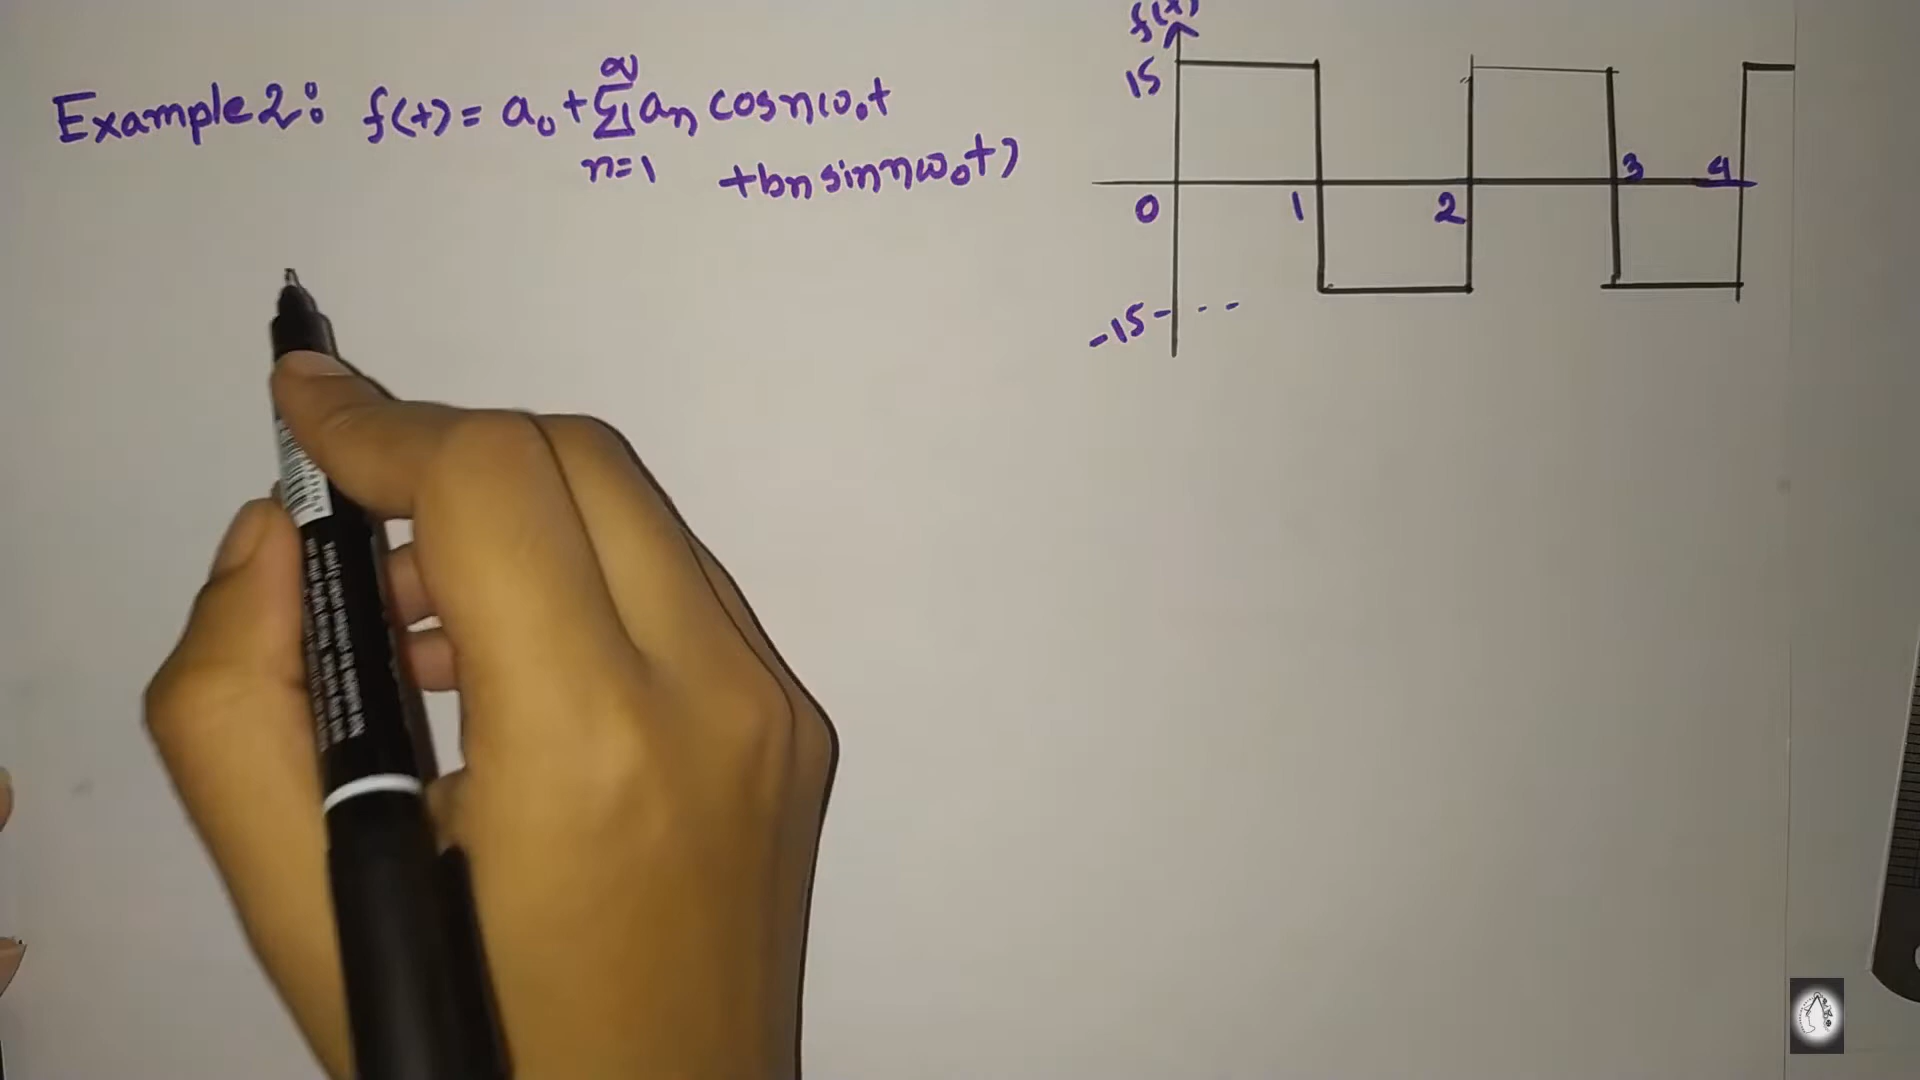 Example 2: f(t) = a₀ + ∑ aₙ cos nω₀t
∞
n=1
+bn sin nω₀t)
f(t)
15
0
1
2
3
4
-15